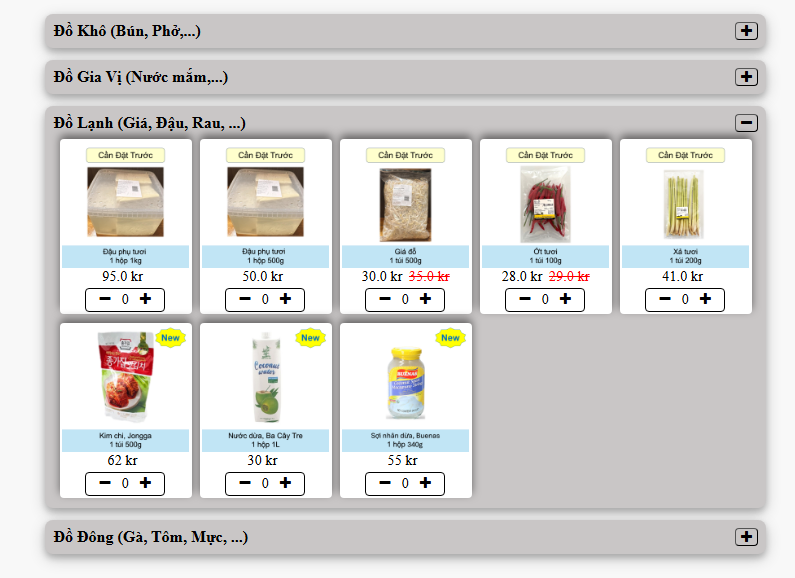 Đồ Khô (Bún, Phở,...)
Đồ Gia Vị (Nước mắm,...)
Đồ Lạnh (Giá, Đậu, Rau, ...)
Cần Đặt Trước
Cần Đặt Trước
Cần Đặt Trước
Cần Đặt Trước
Cần Đặt Trước
Đậu phụ tươi
1 hộp 1kg
95.0 kr
0
Đậu phụ tươi
1 hộp 500g
50.0 kr
0
Giá đỗ
1 túi 500g
30.0 kr 35.0 kr
0
Ớt tươi
1 túi 100g
28.0 kr 29.0 kr
0
Xả tươi
1 túi 200g
41.0 kr
0
New
Kim chi, Jongga
1 túi 500g
62 kr
0
New
Coconut
water
Nước dừa, Ba Cây Tre
1 hộp 1L
30 kr
0
New
BUENAS
Sợi nhân dừa, Buenas
1 hộp 340g
55 kr
0
Đồ Đông (Gà, Tôm, Mực, ...)